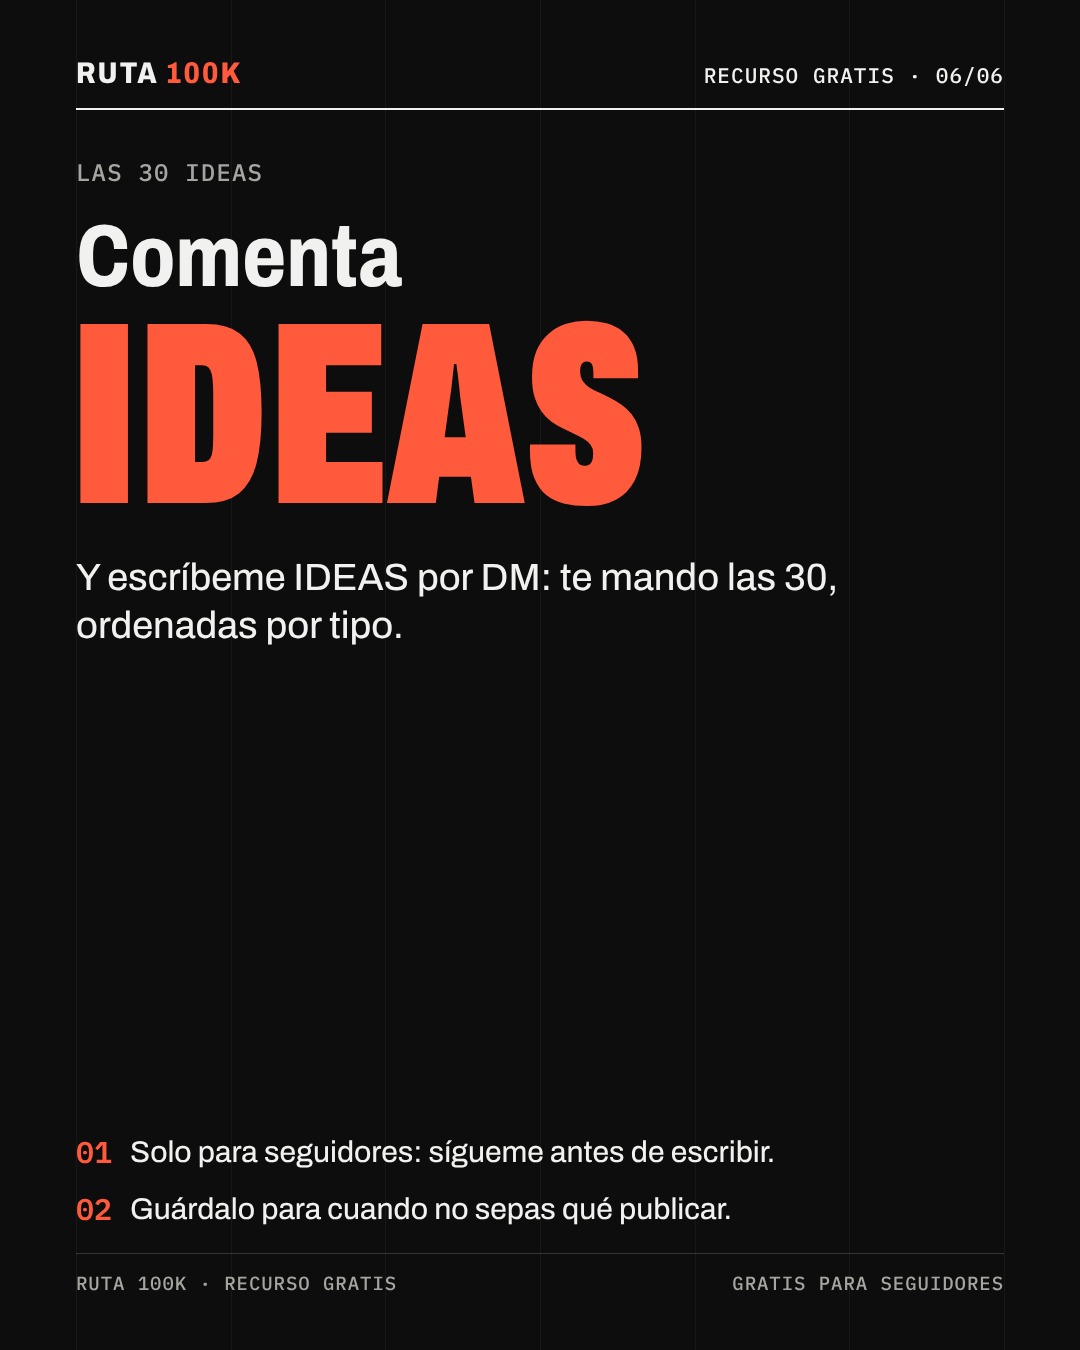 RUTA 100K
RECURSO GRATIS · 06/06
LAS 30 IDEAS
Comenta
IDEAS
Y escríbeme IDEAS por DM: te mando las 30,
ordenadas por tipo.
01 Solo para seguidores: sígueme antes de escribir.
02 Guárdalo para cuando no sepas qué publicar.
RUTA 100K · RECURSO GRATIS
GRATIS PARA SEGUIDORES